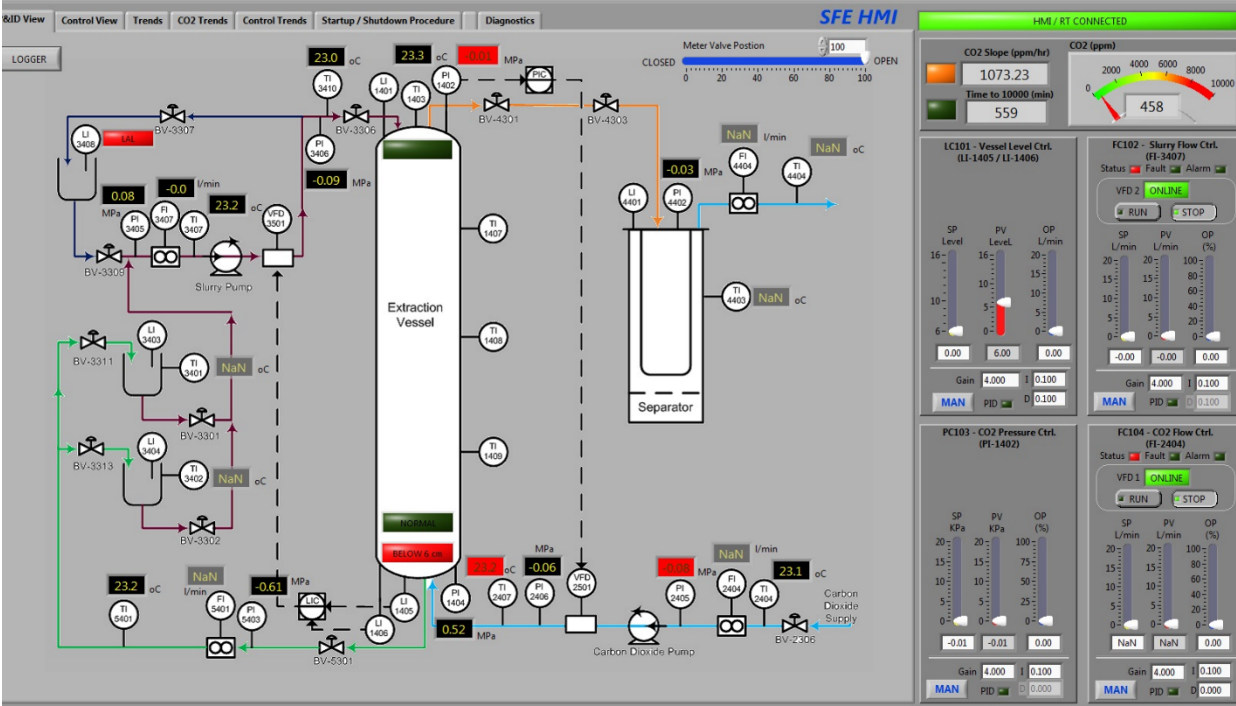 &ID View
Control View
Trends
CO2 Trends
Control Trends
Startup / Shutdown Procedure
Diagnostics
SFE HMI
HMI / RT CONNECTED
LOGGER
23.0 oC
23.3 oC
-0.01 MPa
Meter Valve Postion
100
CLOSED
OPEN
0 20 40 60 80 100
CO2 Slope (ppm/hr)
1073.23
Time to 10000 (min)
559
CO2 (ppm)
0 2000 4000 6000 8000 10000
458
TI 3410
LI 1401
TI 1403
PI 1402
PIC
BV-3307
BV-3306
BV-4301
BV-4303
LI 3408
LAL
PI 3406
-0.09 MPa
0.08 MPa
-0.0 l/min
23.2 oC
PI 3405
FI 3407
TI 3407
VFD 3501
BV-3309
Slurry Pump
NaN l/min
NaN oC
-0.03 MPa
FI 4404
TI 4404
LI 4401
PI 4402
TI 1407
Extraction Vessel
TI 4403
NaN oC
TI 1408
Separator
TI 1409
LI 3403
BV-3311
TI 3401
NaN oC
BV-3301
LI 3404
BV-3313
TI 3402
NaN oC
BV-3302
NORMAL
BELOW 6 cm
23.2 oC
NaN l/min
-0.61 MPa
TI 5401
FI 5401
PI 5403
LIC
LI 1405
LI 1406
BV-5301
PI 1404
0.52 MPa
23.2 oC
MPa
-0.06
TI 2407
PI 2406
VFD 2501
-0.08 MPa
NaN l/min
23.1 oC
PI 2405
FI 2404
TI 2404
Carbon Dioxide Supply
BV-2306
Carbon Dioxide Pump
LC101 - Vessel Level Ctrl.
(LI-1405 / LI-1406)
SP Level
PV LeveL
OP L/min
16 10 6
15 10 5 0
20 15 10 5 0
0.00 6.00 0.00
Gain 4.000 I 0.100
MAN PID D 0.100
FC102 - Slurry Flow Ctrl.
(FI-3407)
Status Fault Alarm
VFD 2 ONLINE
RUN STOP
SP L/min
PV L/min
OP (%)
20 15 10 5 0
20 15 10 5 0
100 80 60 40 20 0
-0.00 -0.00 0.00
Gain 4.000 I 0.100
MAN PID D 0.100
PC103 - CO2 Pressure Ctrl.
(PI-1402)
SP KPa
PV KPa
OP (%)
20 15 10 5 0
20 15 10 5 0
100 75 50 25 0
-0.01 -0.01 0.00
Gain 4.000 I 0.100
MAN PID D 0.000
FC104 - CO2 Flow Ctrl.
(FI-2404)
Status Fault Alarm
VFD 1 ONLINE
RUN STOP
SP L/min
PV L/min
OP (%)
20 15 10 5 0
20 15 10 5 0
100 80 60 40 20 0
NaN NaN 0.00
Gain 4.000 I 0.100
MAN PID D 0.000